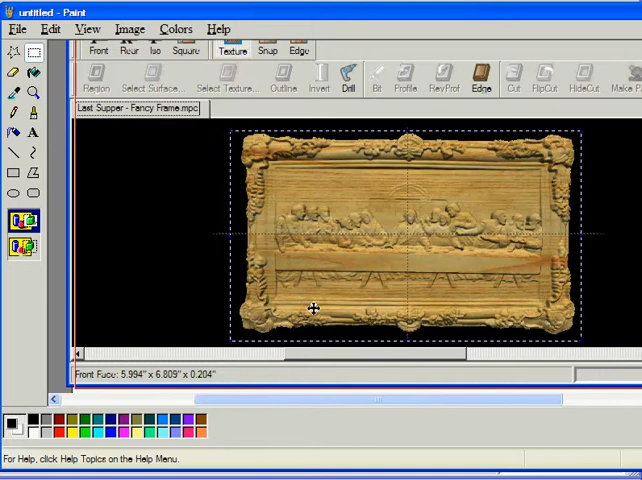 untitled - Paint
File Edit View Image Colors Help
Front Rear Iso Square Texture Snap Edge
Region Select Surface... Select Texture... Outline Invert Drill Bit Profile RevProf Edge Cut FlipCut HideCut Make Pa
Last Supper - Fancy Frame.mpc
Front Face: 5.994" x 6.809" x 0.204"
For Help, click Help Topics on the Help Menu.